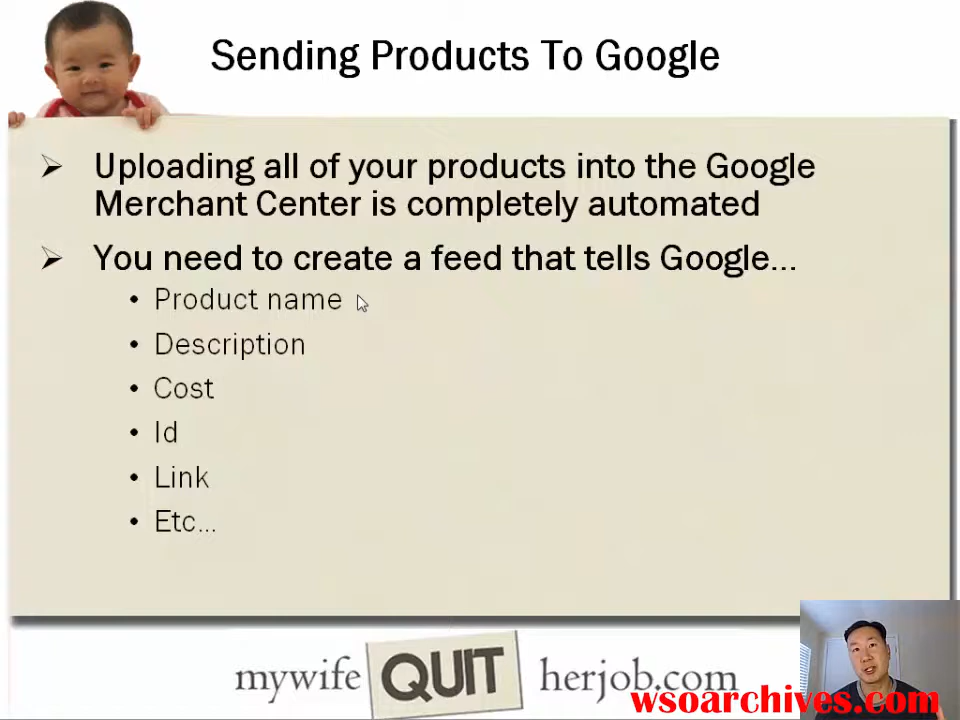 Sending Products To Google
Uploading all of your products into the Google
Merchant Center is completely automated
You need to create a feed that tells Google...
Product name
Description
Cost
Id
Link
Etc...
mywife QUIT herjob.com
wsoarchives.com